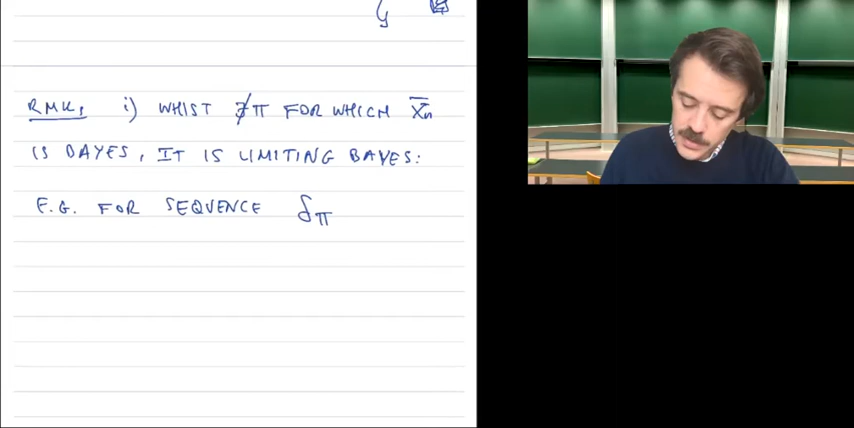 RMK, i) WHIST ∄ π FOR WHICH X̄n
IS BAYES, IT IS LIMITING BAYES:
E.G. FOR SEQUENCE δπ